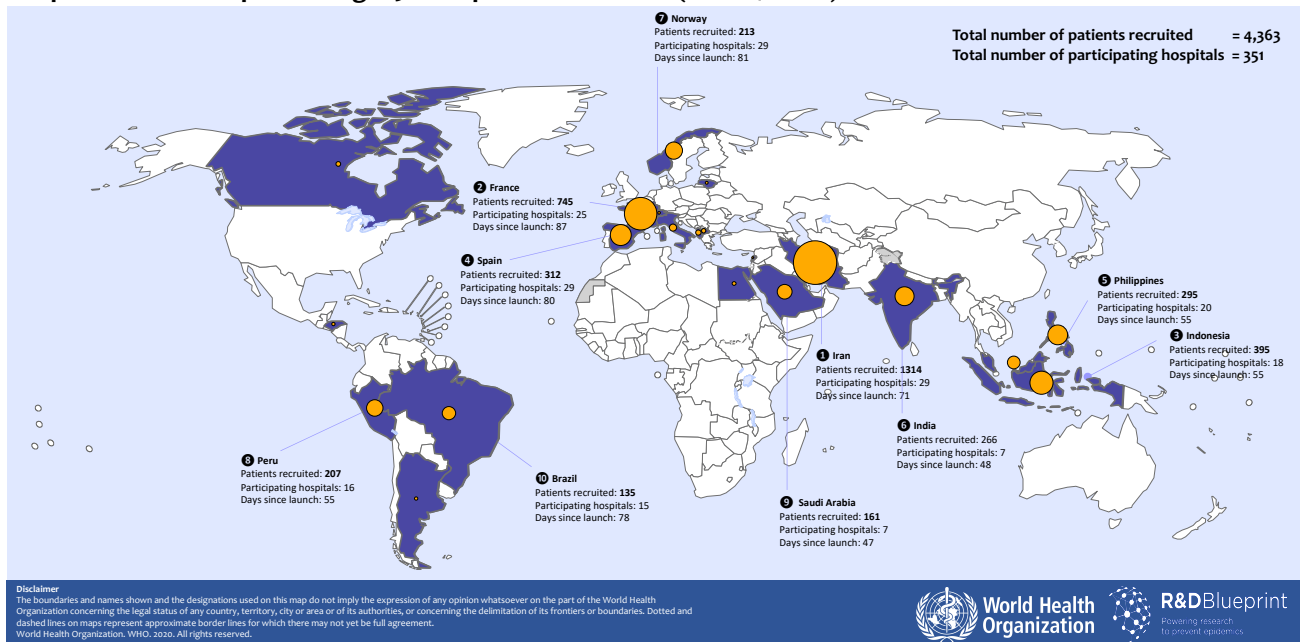 ❼ Norway
Patients recruited: 213
Participating hospitals: 29
Days since launch: 81
Total number of patients recruited = 4,363
Total number of participating hospitals = 351
❷ France
Patients recruited: 745
Participating hospitals: 25
Days since launch: 87
❹ Spain
Patients recruited: 312
Participating hospitals: 29
Days since launch: 80
❺ Philippines
Patients recruited: 295
Participating hospitals: 20
Days since launch: 55
❸ Indonesia
Patients recruited: 395
Participating hospitals: 18
Days since launch: 55
❶ Iran
Patients recruited: 1314
Participating hospitals: 29
Days since launch: 71
❻ India
Patients recruited: 266
Participating hospitals: 7
Days since launch: 48
❽ Peru
Patients recruited: 207
Participating hospitals: 16
Days since launch: 55
❿ Brazil
Patients recruited: 135
Participating hospitals: 15
Days since launch: 78
❾ Saudi Arabia
Patients recruited: 161
Participating hospitals: 7
Days since launch: 47
Disclaimer
The boundaries and names shown and the designations used on this map do not imply the expression of any opinion whatsoever on the part of the World Health
Organization concerning the legal status of any country, territory, city or area or of its authorities, or concerning the delimitation of its frontiers or boundaries. Dotted and
dashed lines on maps represent approximate border lines for which there may not yet be full agreement.
World Health Organization. WHO. 2020. All rights reserved.
World Health
Organization
R&DBlueprint
Powering research
to prevent epidemics